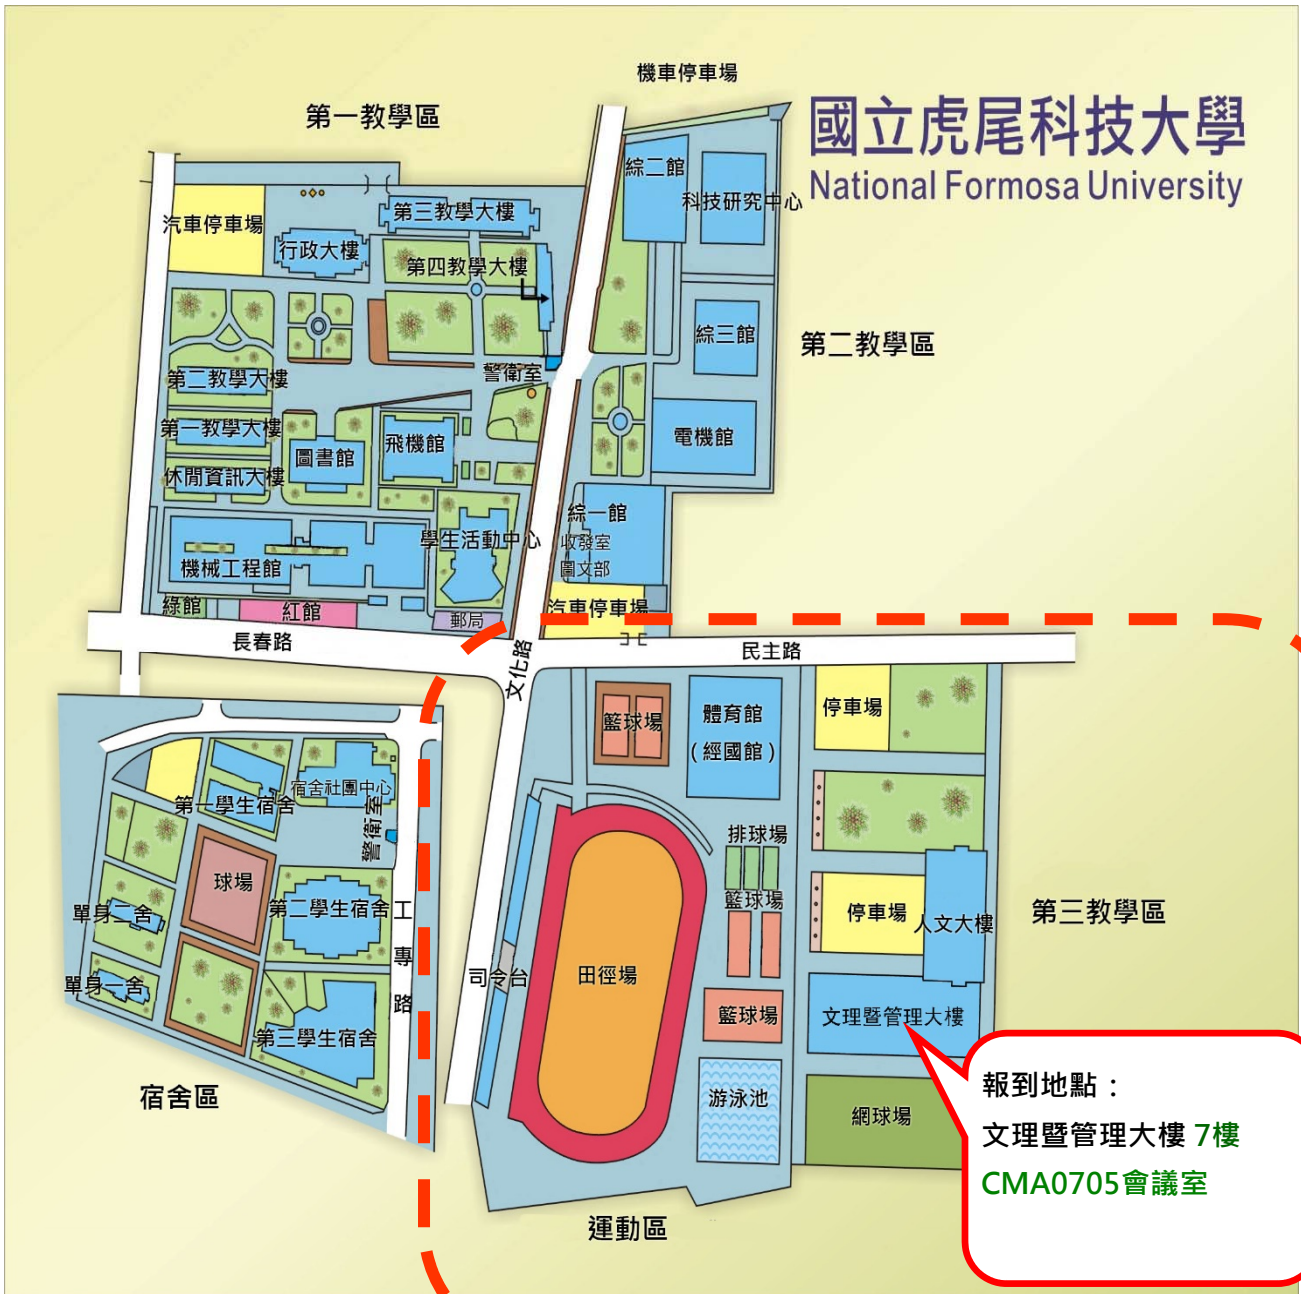 機車停車場
第一教學區
國立虎尾科技大學
National Formosa University
綜二館
科技研究中心
汽車停車場
第三教學大樓
行政大樓
第四教學大樓
綜三館
第二教學區
警衛室
第二教學大樓
第一教學大樓
圖書館
飛機館
電機館
休閒資訊大樓
綜一館
收發室
圖文部
學生活動中心
機械工程館
綠館
紅館
郵局
汽車停車場
長春路
文化路
民主路
籃球場
體育館
(經國館)
停車場
宿舍社團中心
第一學生宿舍
警衛室
排球場
球場
籃球場
停車場
人文大樓
第三教學區
單身二舍
第二學生宿舍
工專路
司令台
田徑場
單身一舍
籃球場
文理暨管理大樓
第三學生宿舍
宿舍區
游泳池
網球場
報到地點：
文理暨管理大樓 7樓
CMA0705會議室
運動區